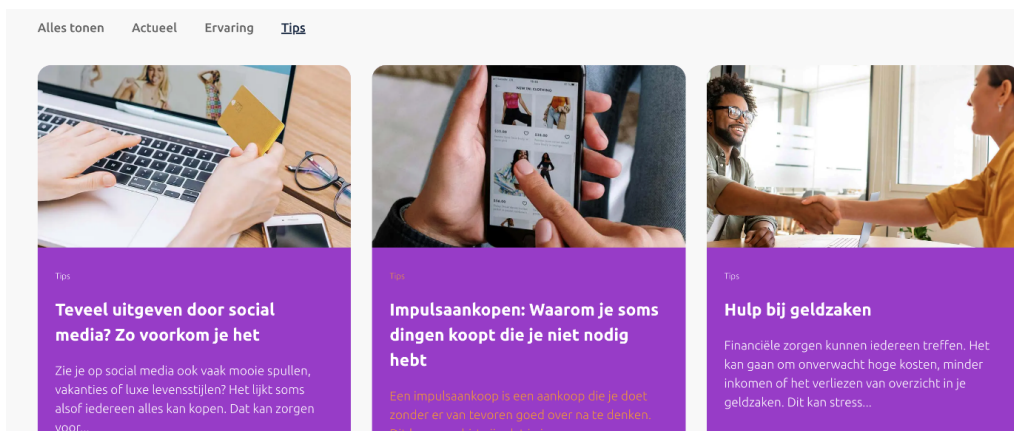 Alles tonen Actueel Ervaring Tips
NEW IN: CLOTHING
Tips
Teveel uitgeven door social
media? Zo voorkom je het
Zie je op social media ook vaak mooie spullen,
vakanties of luxe levensstijlen? Het lijkt soms
alsof iedereen alles kan kopen. Dat kan zorgen
voor...
Tips
Impulsaankopen: Waarom je soms
dingen koopt die je niet nodig
hebt
Een impulsaankoop is een aankoop die je doet
zonder er van tevoren goed over na te denken.
Tips
Hulp bij geldzaken
Financiële zorgen kunnen iedereen treffen. Het
kan gaan om onverwacht hoge kosten, minder
inkomen of het verliezen van overzicht in je
geldzaken. Dit kan stress...